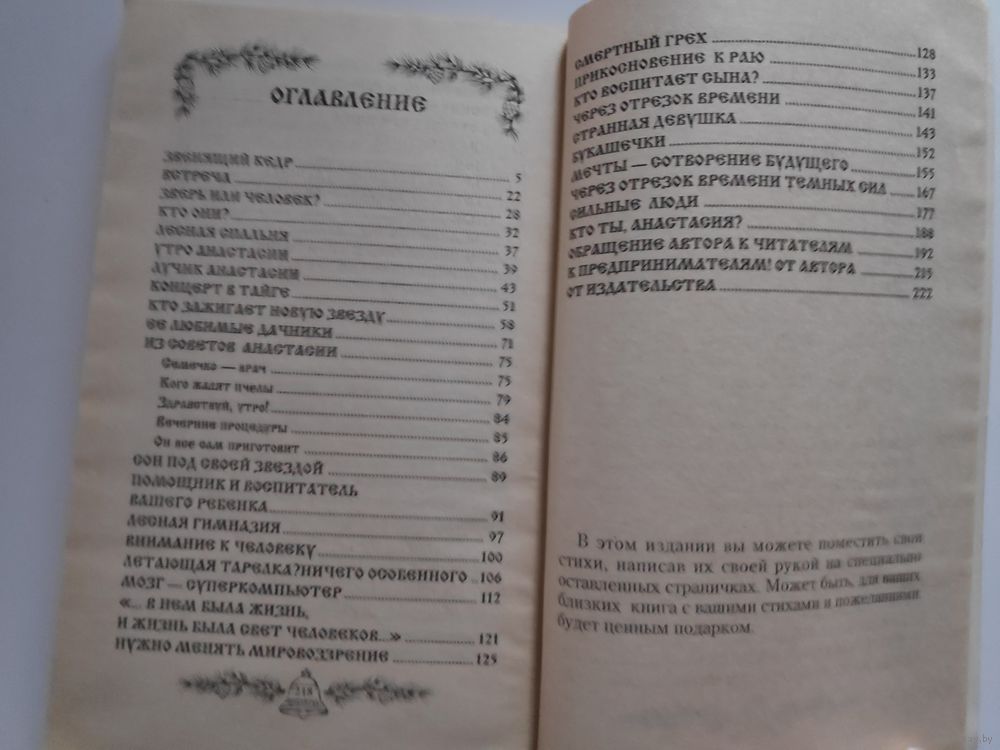 ОГЛАВЛЕНИЕ
ЗВЕНЯЩИЙ КЕДР 5
ВСТРЕЧА 22
ЗВЕРЬ ИЛИ ЧЕЛОВЕК? 28
КТО ОНИ? 32
ЛЕСНАЯ СПАЛЬНЯ 37
УТРО АНАСТАСИИ 39
ЛУЧИК АНАСТАСИИ 43
КОНЦЕРТ В ТАЙГЕ 51
КТО ЗАЖИГАЕТ НОВУЮ ЗВЕЗДУ 58
ЕЕ ЛЮБИМЫЕ ДАЧНИКИ 71
ИЗ СОВЕТОВ АНАСТАСИИ 75
Семечко — врач 75
Кого жалят пчелы 79
Здравствуй, утро! 84
Вечерние процедуры 85
Он все сам приготовит 86
СОН ПОД СВОЕЙ ЗВЕЗДОЙ 89
ПОМОЩНИК И ВОСПИТАТЕЛЬ
ВАШЕГО РЕБЕНКА 91
ЛЕСНАЯ ГИМНАЗИЯ 97
ВНИМАНИЕ К ЧЕЛОВЕКУ 100
ЛЕТАЮЩАЯ ТАРЕЛКА?НИЧЕГО ОСОБЕННОГО 106
МОЗГ — СУПЕРКОМПЬЮТЕР 112
«... В НЕМ БЫЛА ЖИЗНЬ,
И ЖИЗНЬ БЫЛА СВЕТ ЧЕЛОВЕКОВ...» 121
НУЖНО МЕНЯТЬ МИРОВОЗЗРЕНИЕ 125
218
СМЕРТНЫЙ ГРЕХ 128
ПРИКОСНОВЕНИЕ К РАЮ 133
КТО ВОСПИТАЕТ СЫНА? 137
ЧЕРЕЗ ОТРЕЗОК ВРЕМЕНИ 141
СТРАННАЯ ДЕВУШКА 143
БУКАШЕЧКИ 152
МЕЧТЫ — СОТВОРЕНИЕ БУДУЩЕГО 155
ЧЕРЕЗ ОТРЕЗОК ВРЕМЕНИ ТЕМНЫХ СИЛ 167
СИЛЬНЫЕ ЛЮДИ 177
КТО ТЫ, АНАСТАСИЯ? 188
ОБРАЩЕНИЕ АВТОРА К ЧИТАТЕЛЯМ 192
К ПРЕДПРИНИМАТЕЛЯМ! ОТ АВТОРА 215
ОТ ИЗДАТЕЛЬСТВА 222
В этом издании вы можете поместить свои
стихи, написав их своей рукой на специально
оставленных страничках. Может быть, для ваших
близких книга с вашими стихами и пожеланиями
будет ценным подарком.